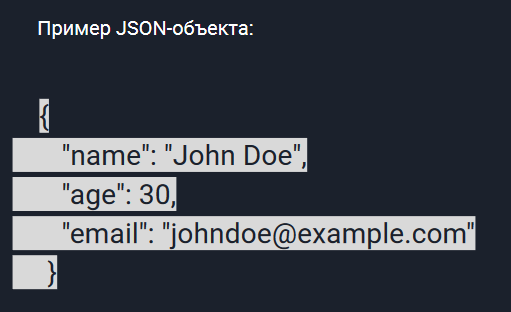 Пример JSON-объекта:
{
"name": "John Doe",
"age": 30,
"email": "johndoe@example.com"
}